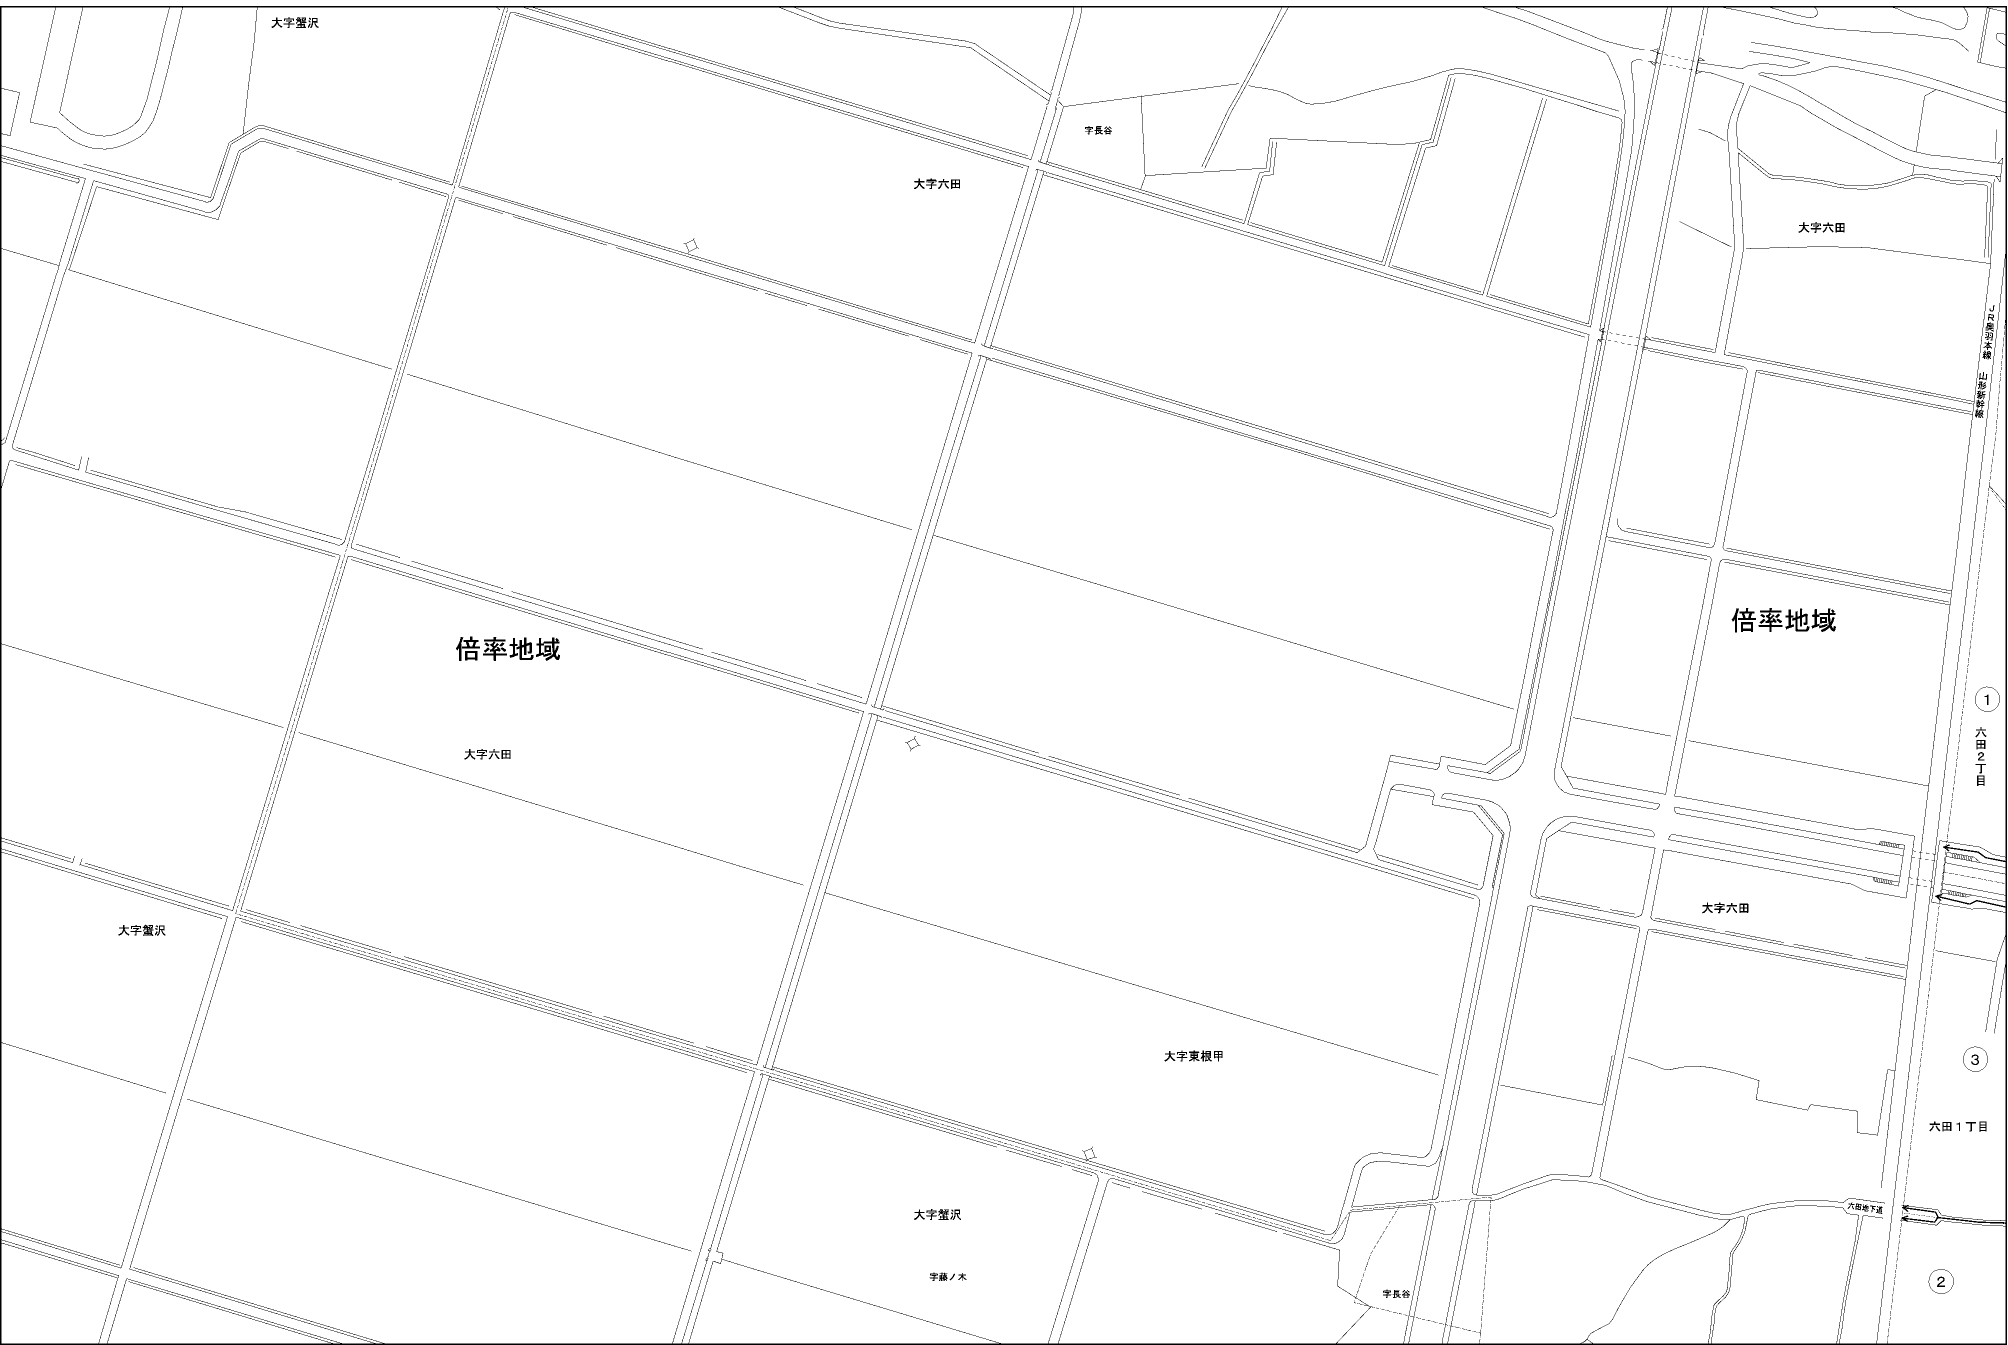 大字蟹沢
字長谷
大字六田
大字六田
JR奥羽本線 山形新幹線
倍率地域
倍率地域
1
六田2丁目
大字六田
大字六田
大字蟹沢
大字東根甲
3
六田1丁目
六田地下道
大字蟹沢
字藤ノ木
2
字長谷